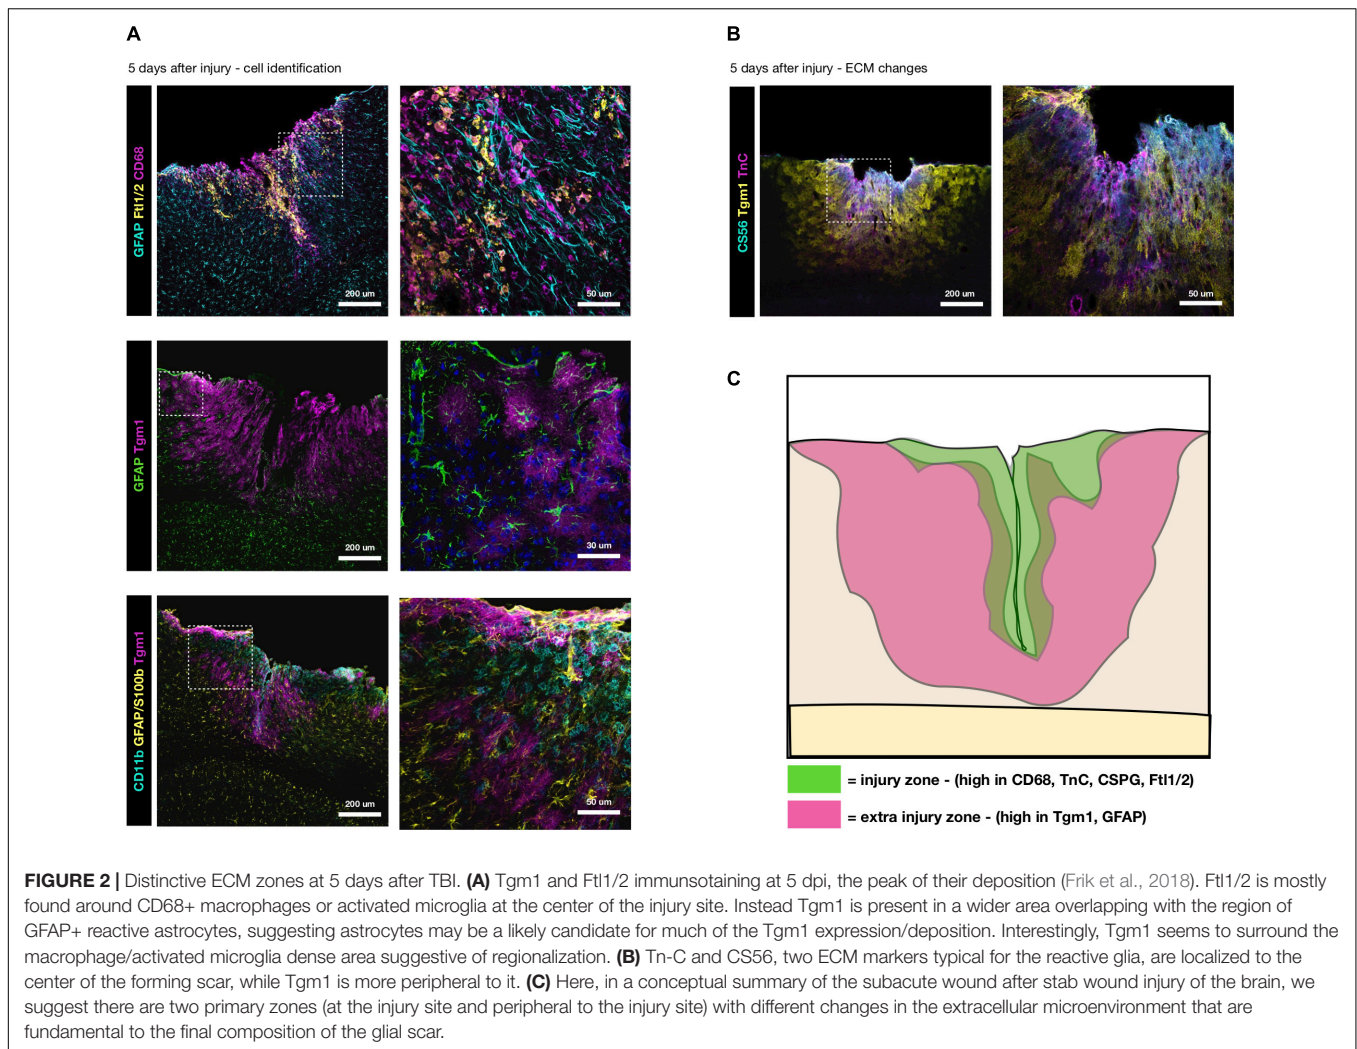 A
5 days after injury - cell identification
GFAP Ftl1/2 CD68
200 um
50 um
GFAP Tgm1
200 um
30 um
CD11b GFAP/S100b Tgm1
200 um
50 um
B
5 days after injury - ECM changes
CS56 Tgm1 TnC
200 um
50 um
C
= injury zone - (high in CD68, TnC, CSPG, Ftl1/2)
= extra injury zone - (high in Tgm1, GFAP)
FIGURE 2 | Distinctive ECM zones at 5 days after TBI. (A) Tgm1 and Ftl1/2 immunsotaining at 5 dpi, the peak of their deposition (Frik et al., 2018). Ftl1/2 is mostly
found around CD68+ macrophages or activated microglia at the center of the injury site. Instead Tgm1 is present in a wider area overlapping with the region of
GFAP+ reactive astrocytes, suggesting astrocytes may be a likely candidate for much of the Tgm1 expression/deposition. Interestingly, Tgm1 seems to surround the
macrophage/activated microglia dense area suggestive of regionalization. (B) Tn-C and CS56, two ECM markers typical for the reactive glia, are localized to the
center of the forming scar, while Tgm1 is more peripheral to it. (C) Here, in a conceptual summary of the subacute wound after stab wound injury of the brain, we
suggest there are two primary zones (at the injury site and peripheral to the injury site) with different changes in the extracellular microenvironment that are
fundamental to the final composition of the glial scar.